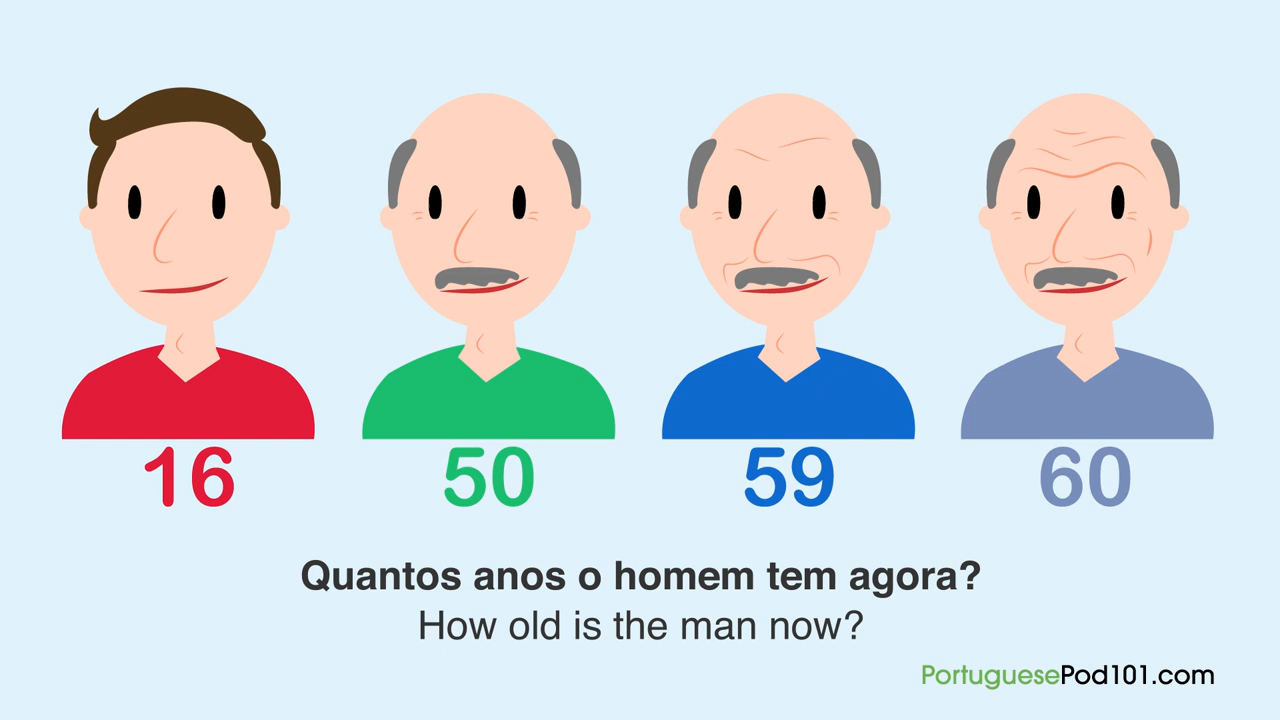 16 50 59 60
Quantos anos o homem tem agora?
How old is the man now?
PortuguesePod101.com